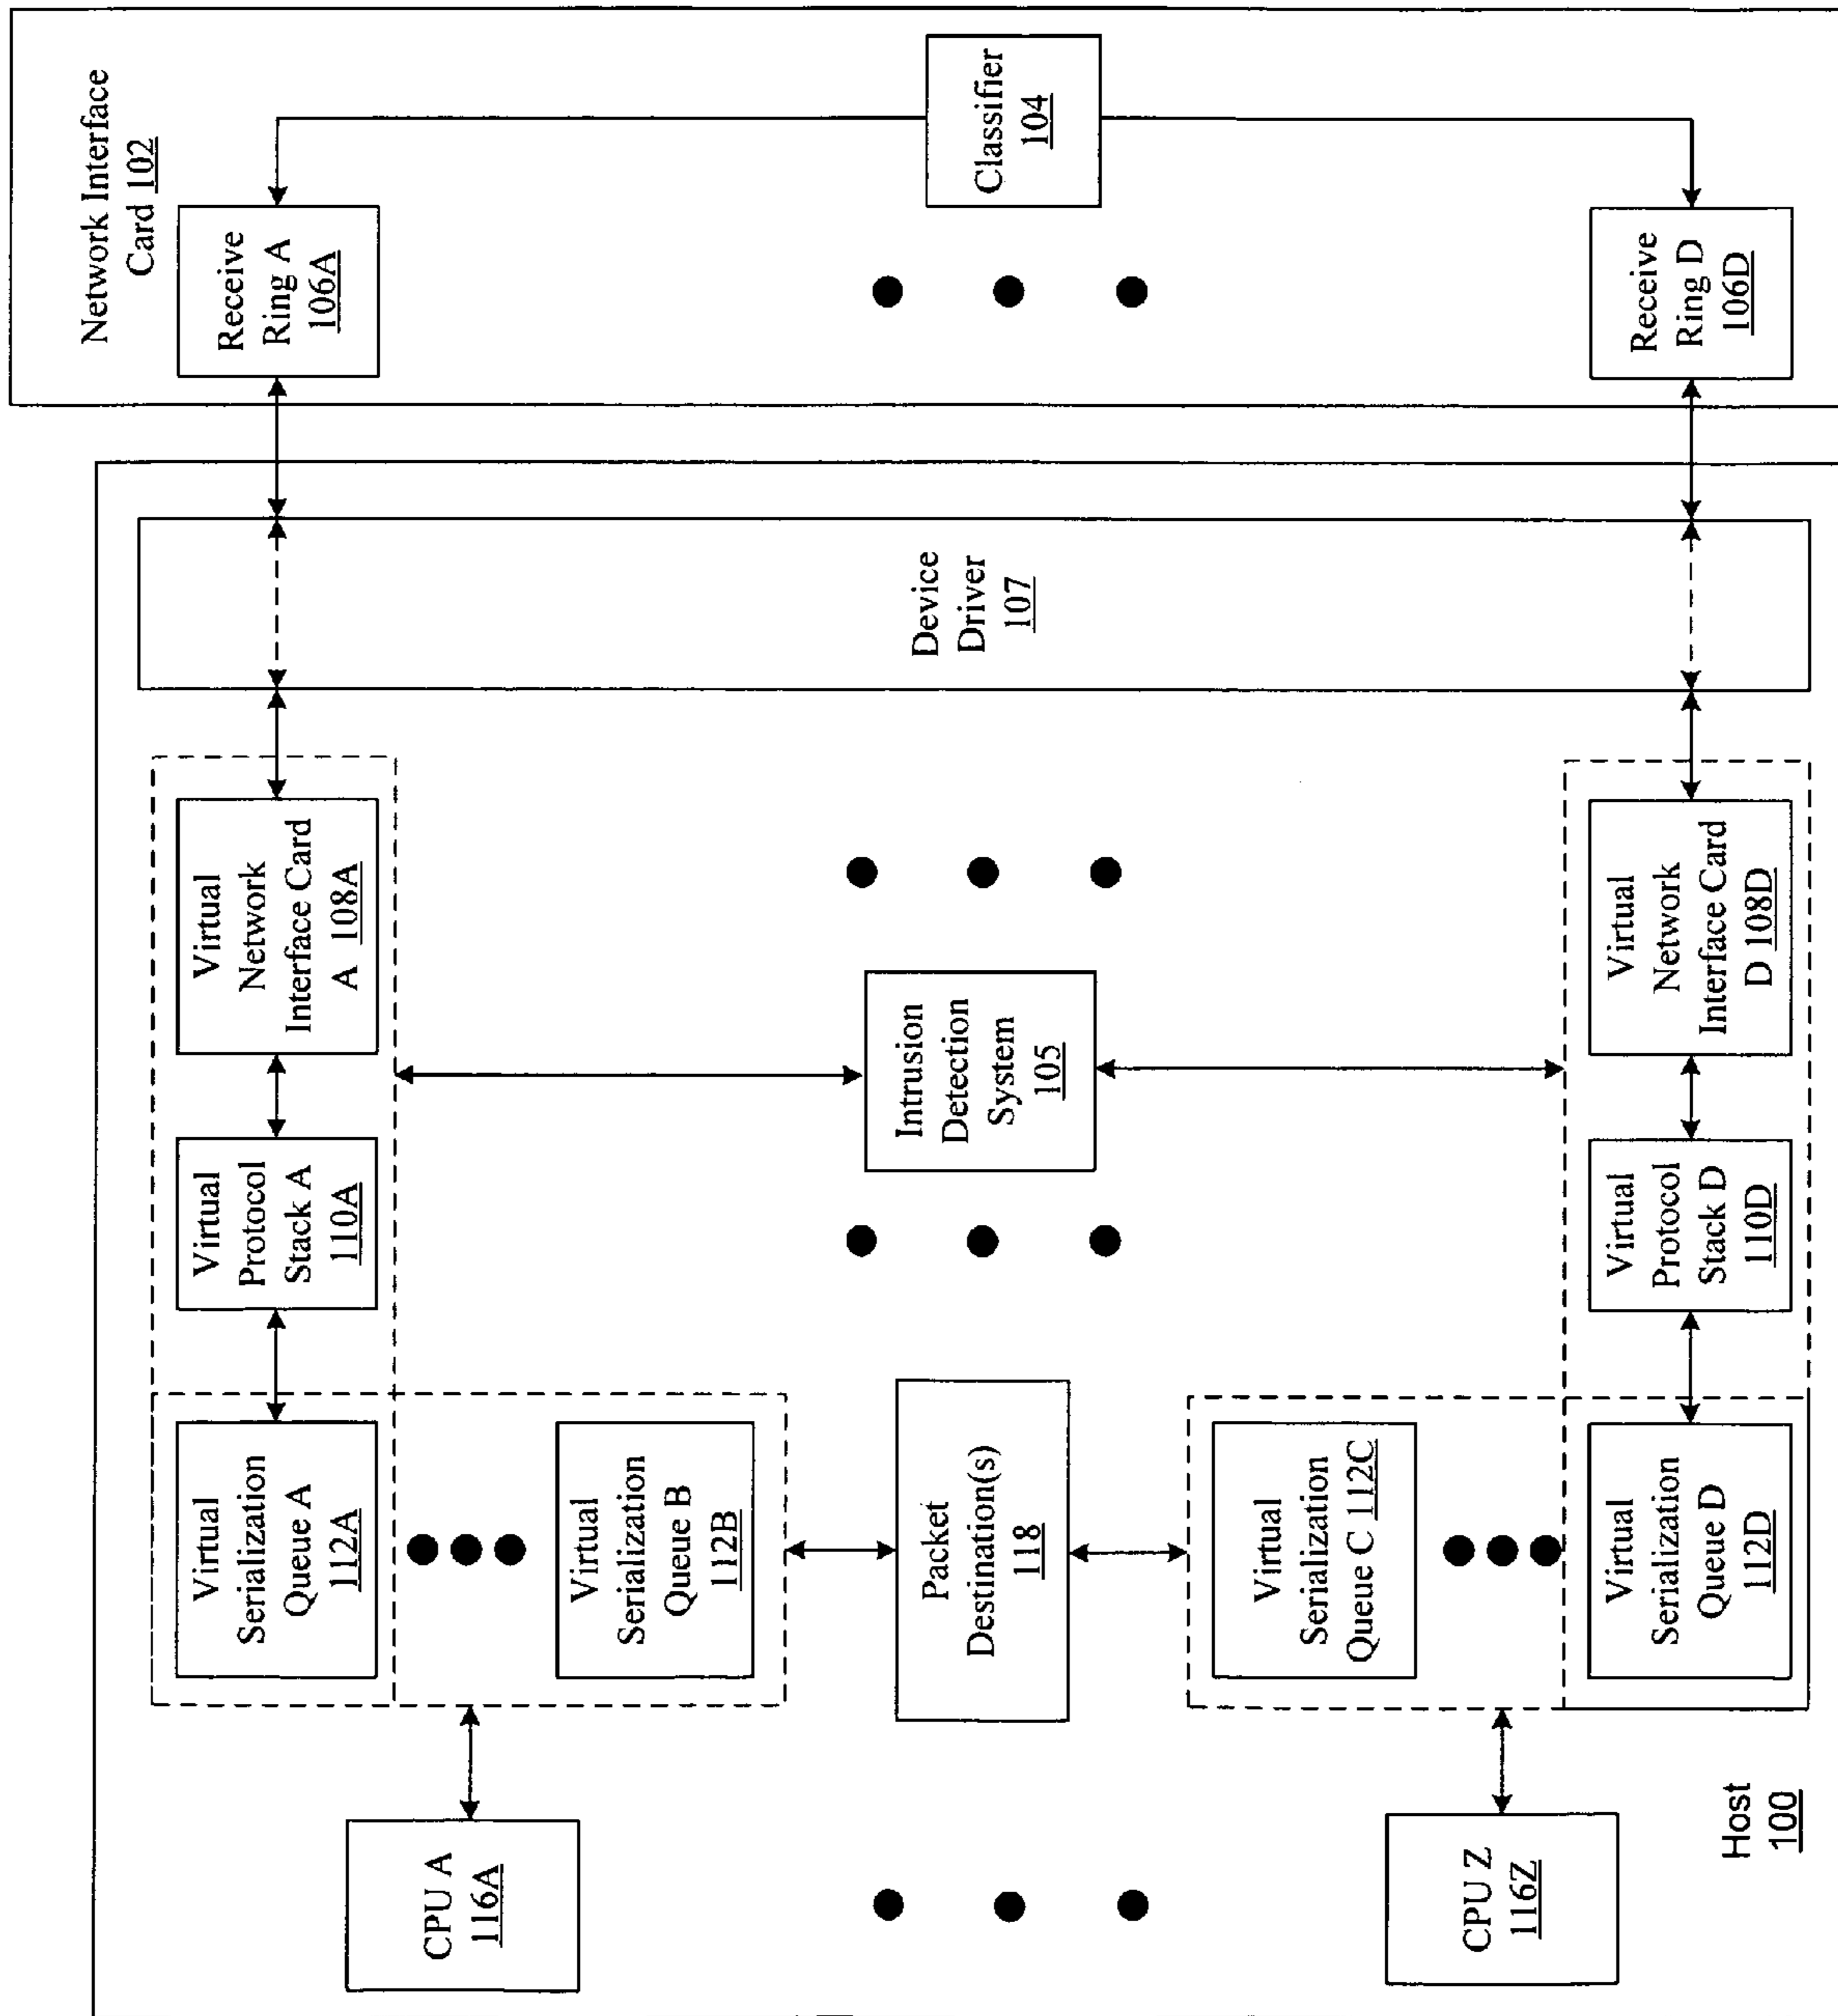 Network Interface
Card 102
Classifier
104
Receive
Ring A
106A
Receive
Ring D
106D
Device
Driver
107
Virtual
Network
Interface Card
A 108A
Virtual
Network
Interface Card
D 108D
Intrusion
Detection
System
105
Virtual
Protocol
Stack A
110A
Virtual
Protocol
Stack D
110D
Virtual
Serialization
Queue A
112A
Virtual
Serialization
Queue B
112B
Packet
Destination(s)
118
Virtual
Serialization
Queue C 112C
Virtual
Serialization
Queue D
112D
CPU A
116A
CPU Z
116Z
Host
100